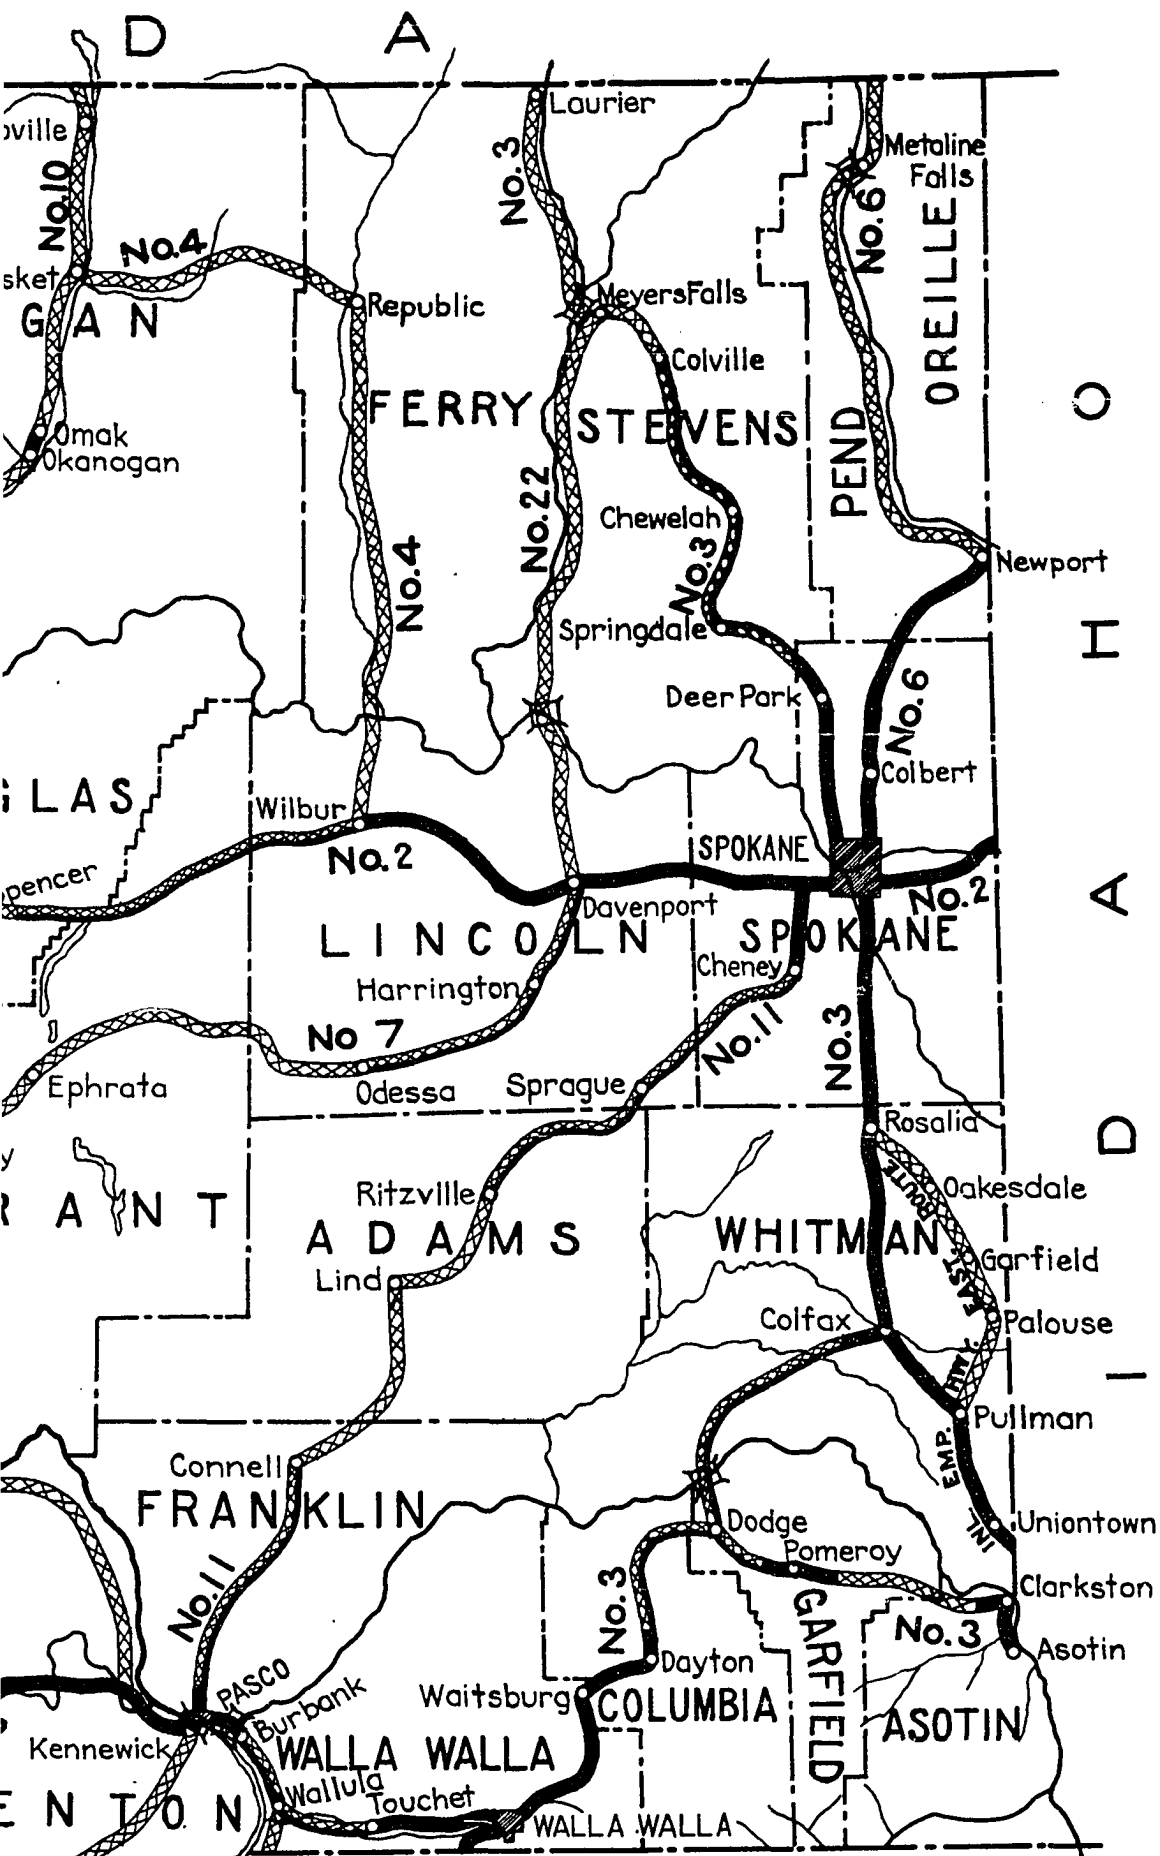 D A
Laurier
oville
No.10
No.3
Metaline
Falls
No.6
OREILLE
No.4
sket
GAN
Republic
MeyersFalls
Colville
FERRY
STEVENS
PEND
O
Omak
Okanogan
No.22
Chewelah
No.3
No.4
Newport
Springdale
H
Deer Park
No.6
Colbert
GLAS
Wilbur
No.2
SPOKANE
pencer
No.2
A
Davenport
LINCOLN
SPOKANE
Cheney
Harrington
No 7
No.11
No.3
Ephrata
Odessa
Sprague
Rosalia
D
y
RANT
Ritzville
ADAMS
ROUTE
Oakesdale
WHITMAN
Garfield
EAST.
Lind
Colfax
Palouse
HWY.
I
Pullman
EMP.
Connell
FRANKLIN
INL.
Dodge
Uniontown
Pomeroy
Clarkston
No.11
No.3
GARFIELD
No.3
Asotin
Dayton
PASCO
Burbank
Waitsburg
COLUMBIA
ASOTIN
Kennewick
WALLA WALLA
Wallula
Touchet
ENTON
WALLA WALLA